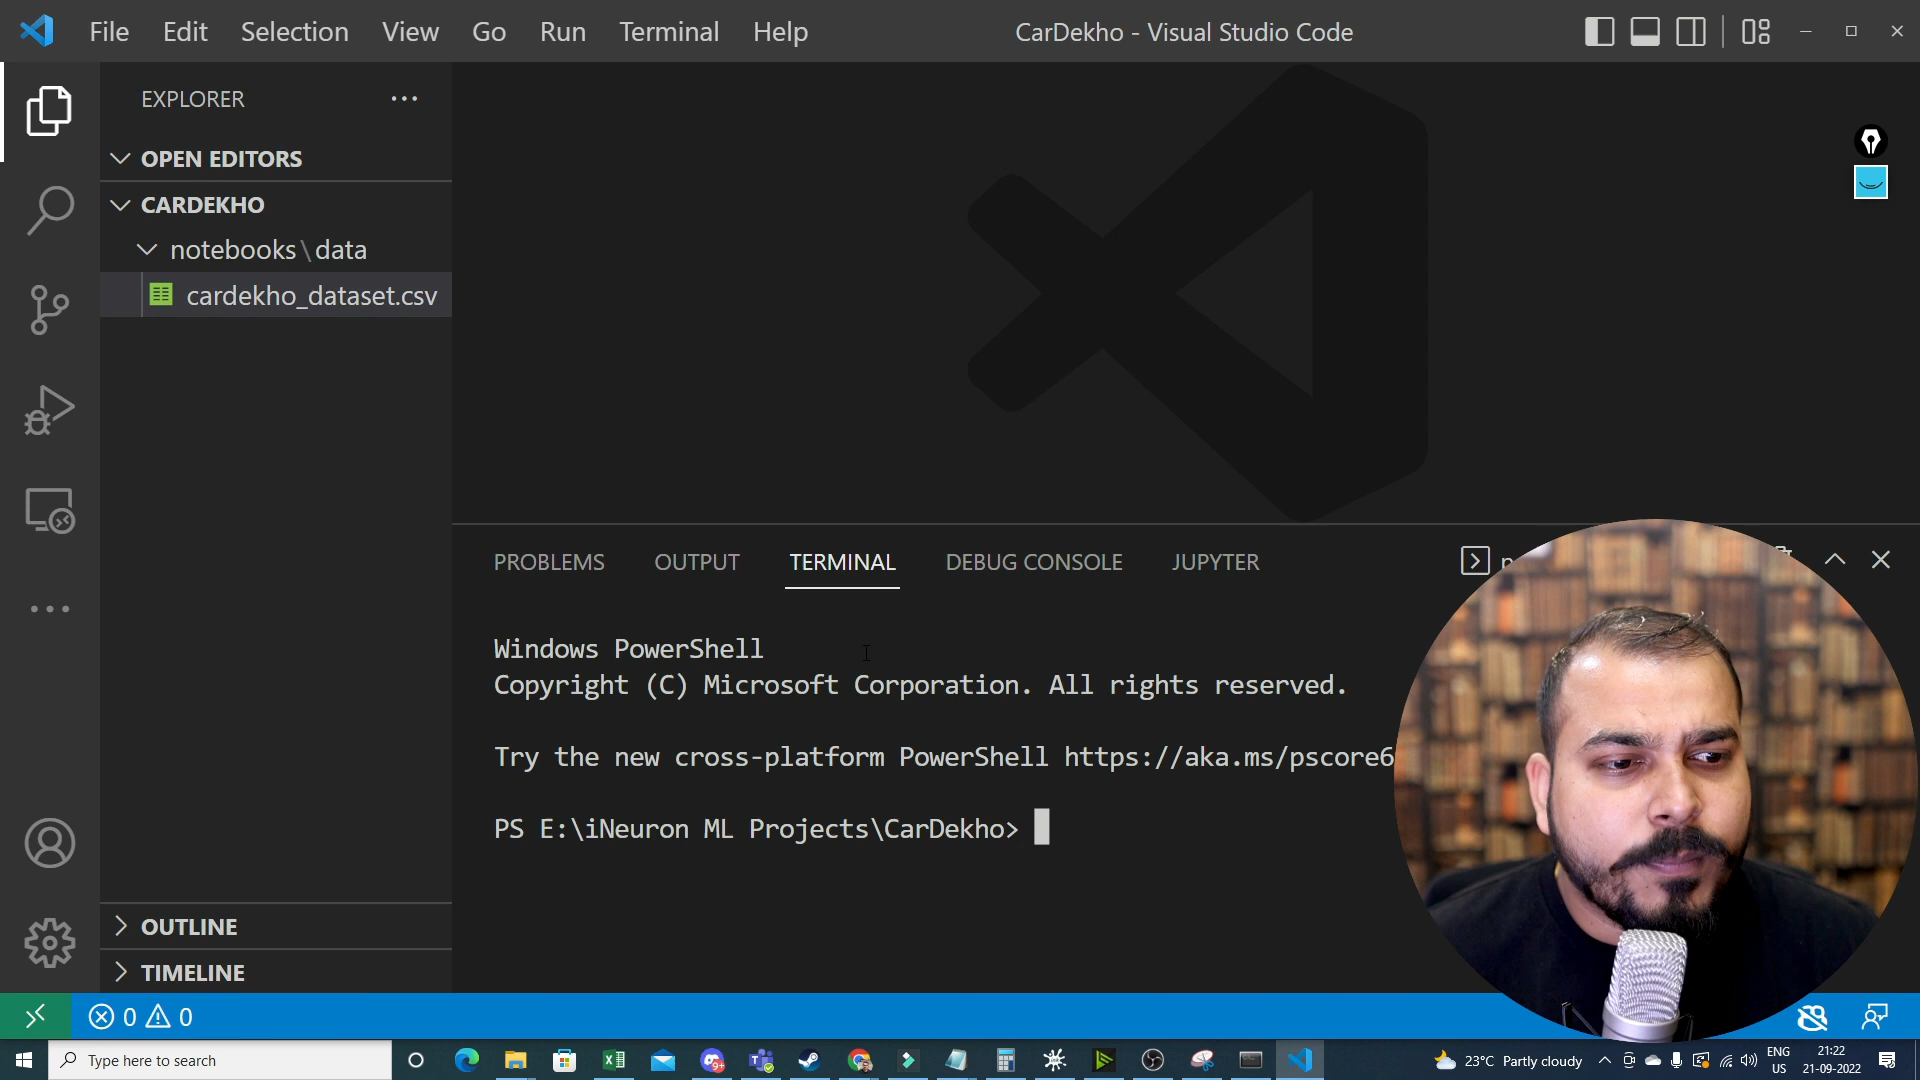 File Edit Selection View Go Run Terminal Help
CarDekho - Visual Studio Code
EXPLORER
OPEN EDITORS
CARDEKHO
notebooks\data
cardekho_dataset.csv
OUTLINE
TIMELINE
PROBLEMS OUTPUT TERMINAL DEBUG CONSOLE JUPYTER
Windows PowerShell
Copyright (C) Microsoft Corporation. All rights reserved.
Try the new cross-platform PowerShell https://aka.ms/pscore6
PS E:\iNeuron ML Projects\CarDekho>
0 0
Type here to search
9+
23°C Partly cloudy
ENG
US
21:22
21-09-2022